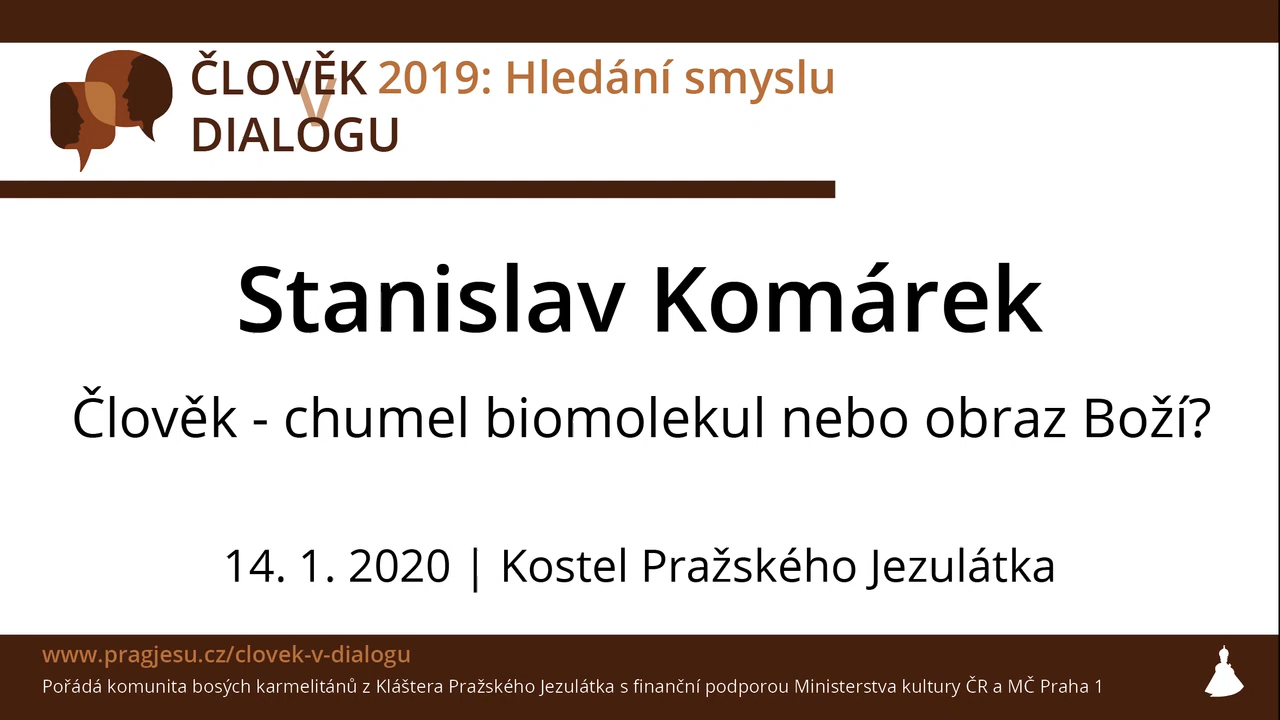 ČLOVĚK 2019: Hledání smyslu
V
DIALOGU
Stanislav Komárek
Člověk - chumel biomolekul nebo obraz Boží?
14. 1. 2020 | Kostel Pražského Jezulátka
www.pragjesu.cz/clovek-v-dialogu
Pořádá komunita bosých karmelitánů z Kláštera Pražského Jezulátka s finanční podporou Ministerstva kultury ČR a MČ Praha 1